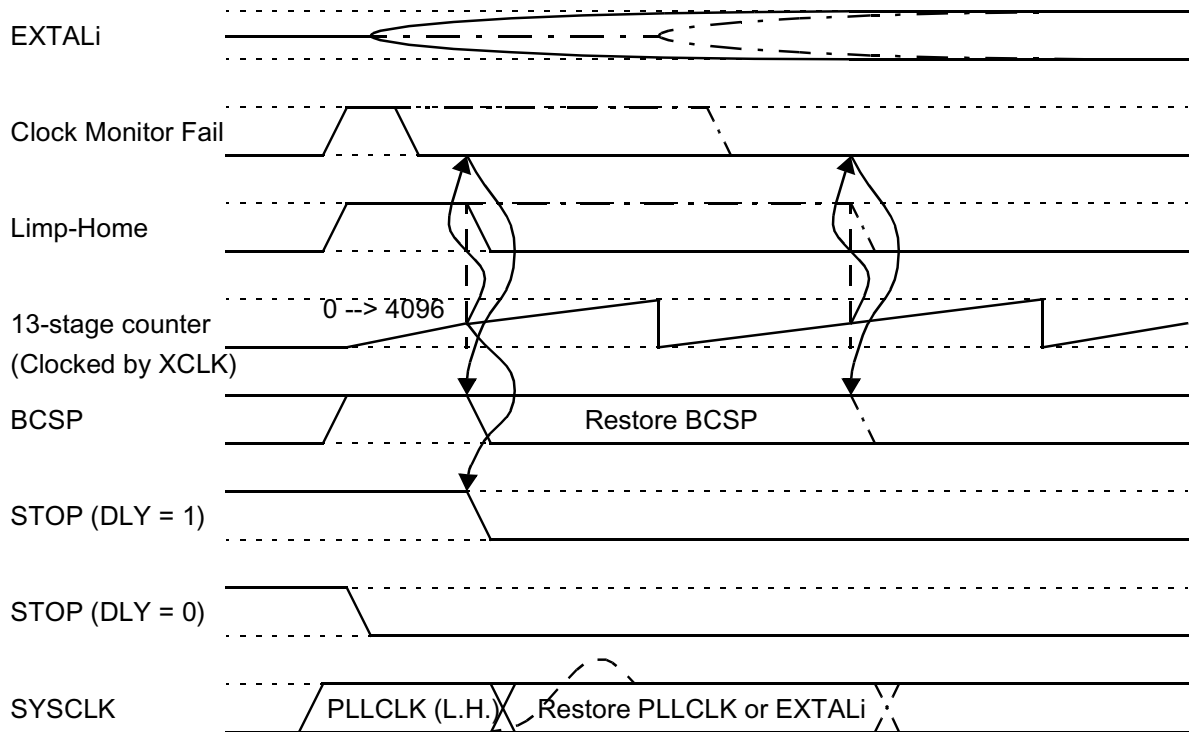 EXTALi
Clock Monitor Fail
Limp-Home
0 --> 4096
13-stage counter
(Clocked by XCLK)
BCSP
Restore BCSP
STOP (DLY = 1)
STOP (DLY = 0)
SYSCLK
PLLCLK (L.H.)
Restore PLLCLK or EXTALi